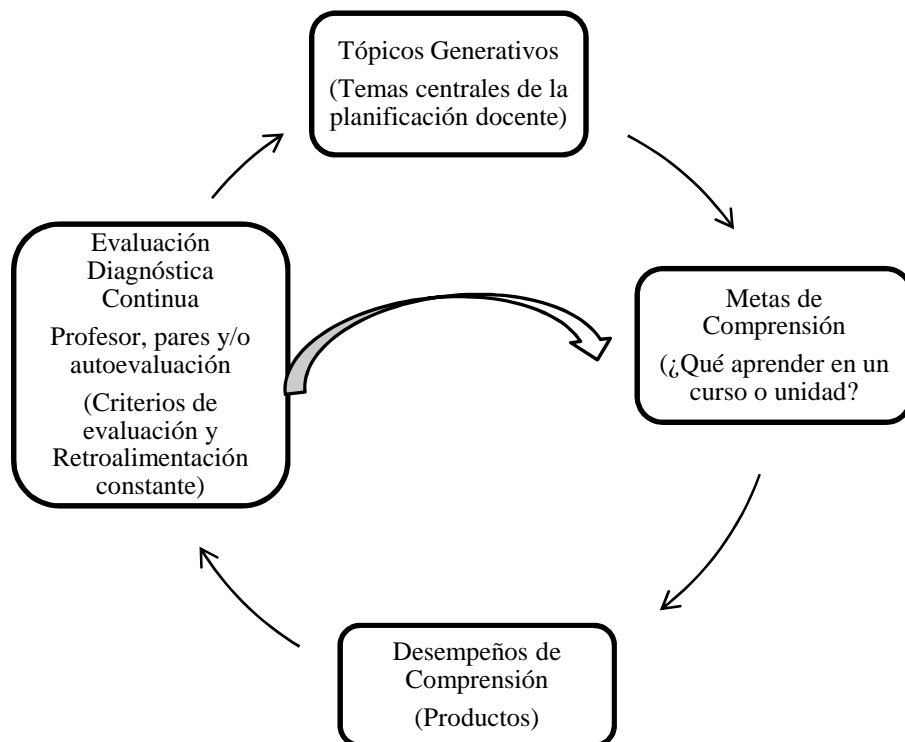 Tópicos Generativos
(Temas centrales de la
planificación docente)
Metas de
Comprensión
(¿Qué aprender en un
curso o unidad?
Desempeños de
Comprensión
(Productos)
Evaluación
Diagnóstica
Continua
Profesor, pares y/o
autoevaluación
(Criterios de
evaluación y
Retroalimentación
constante)